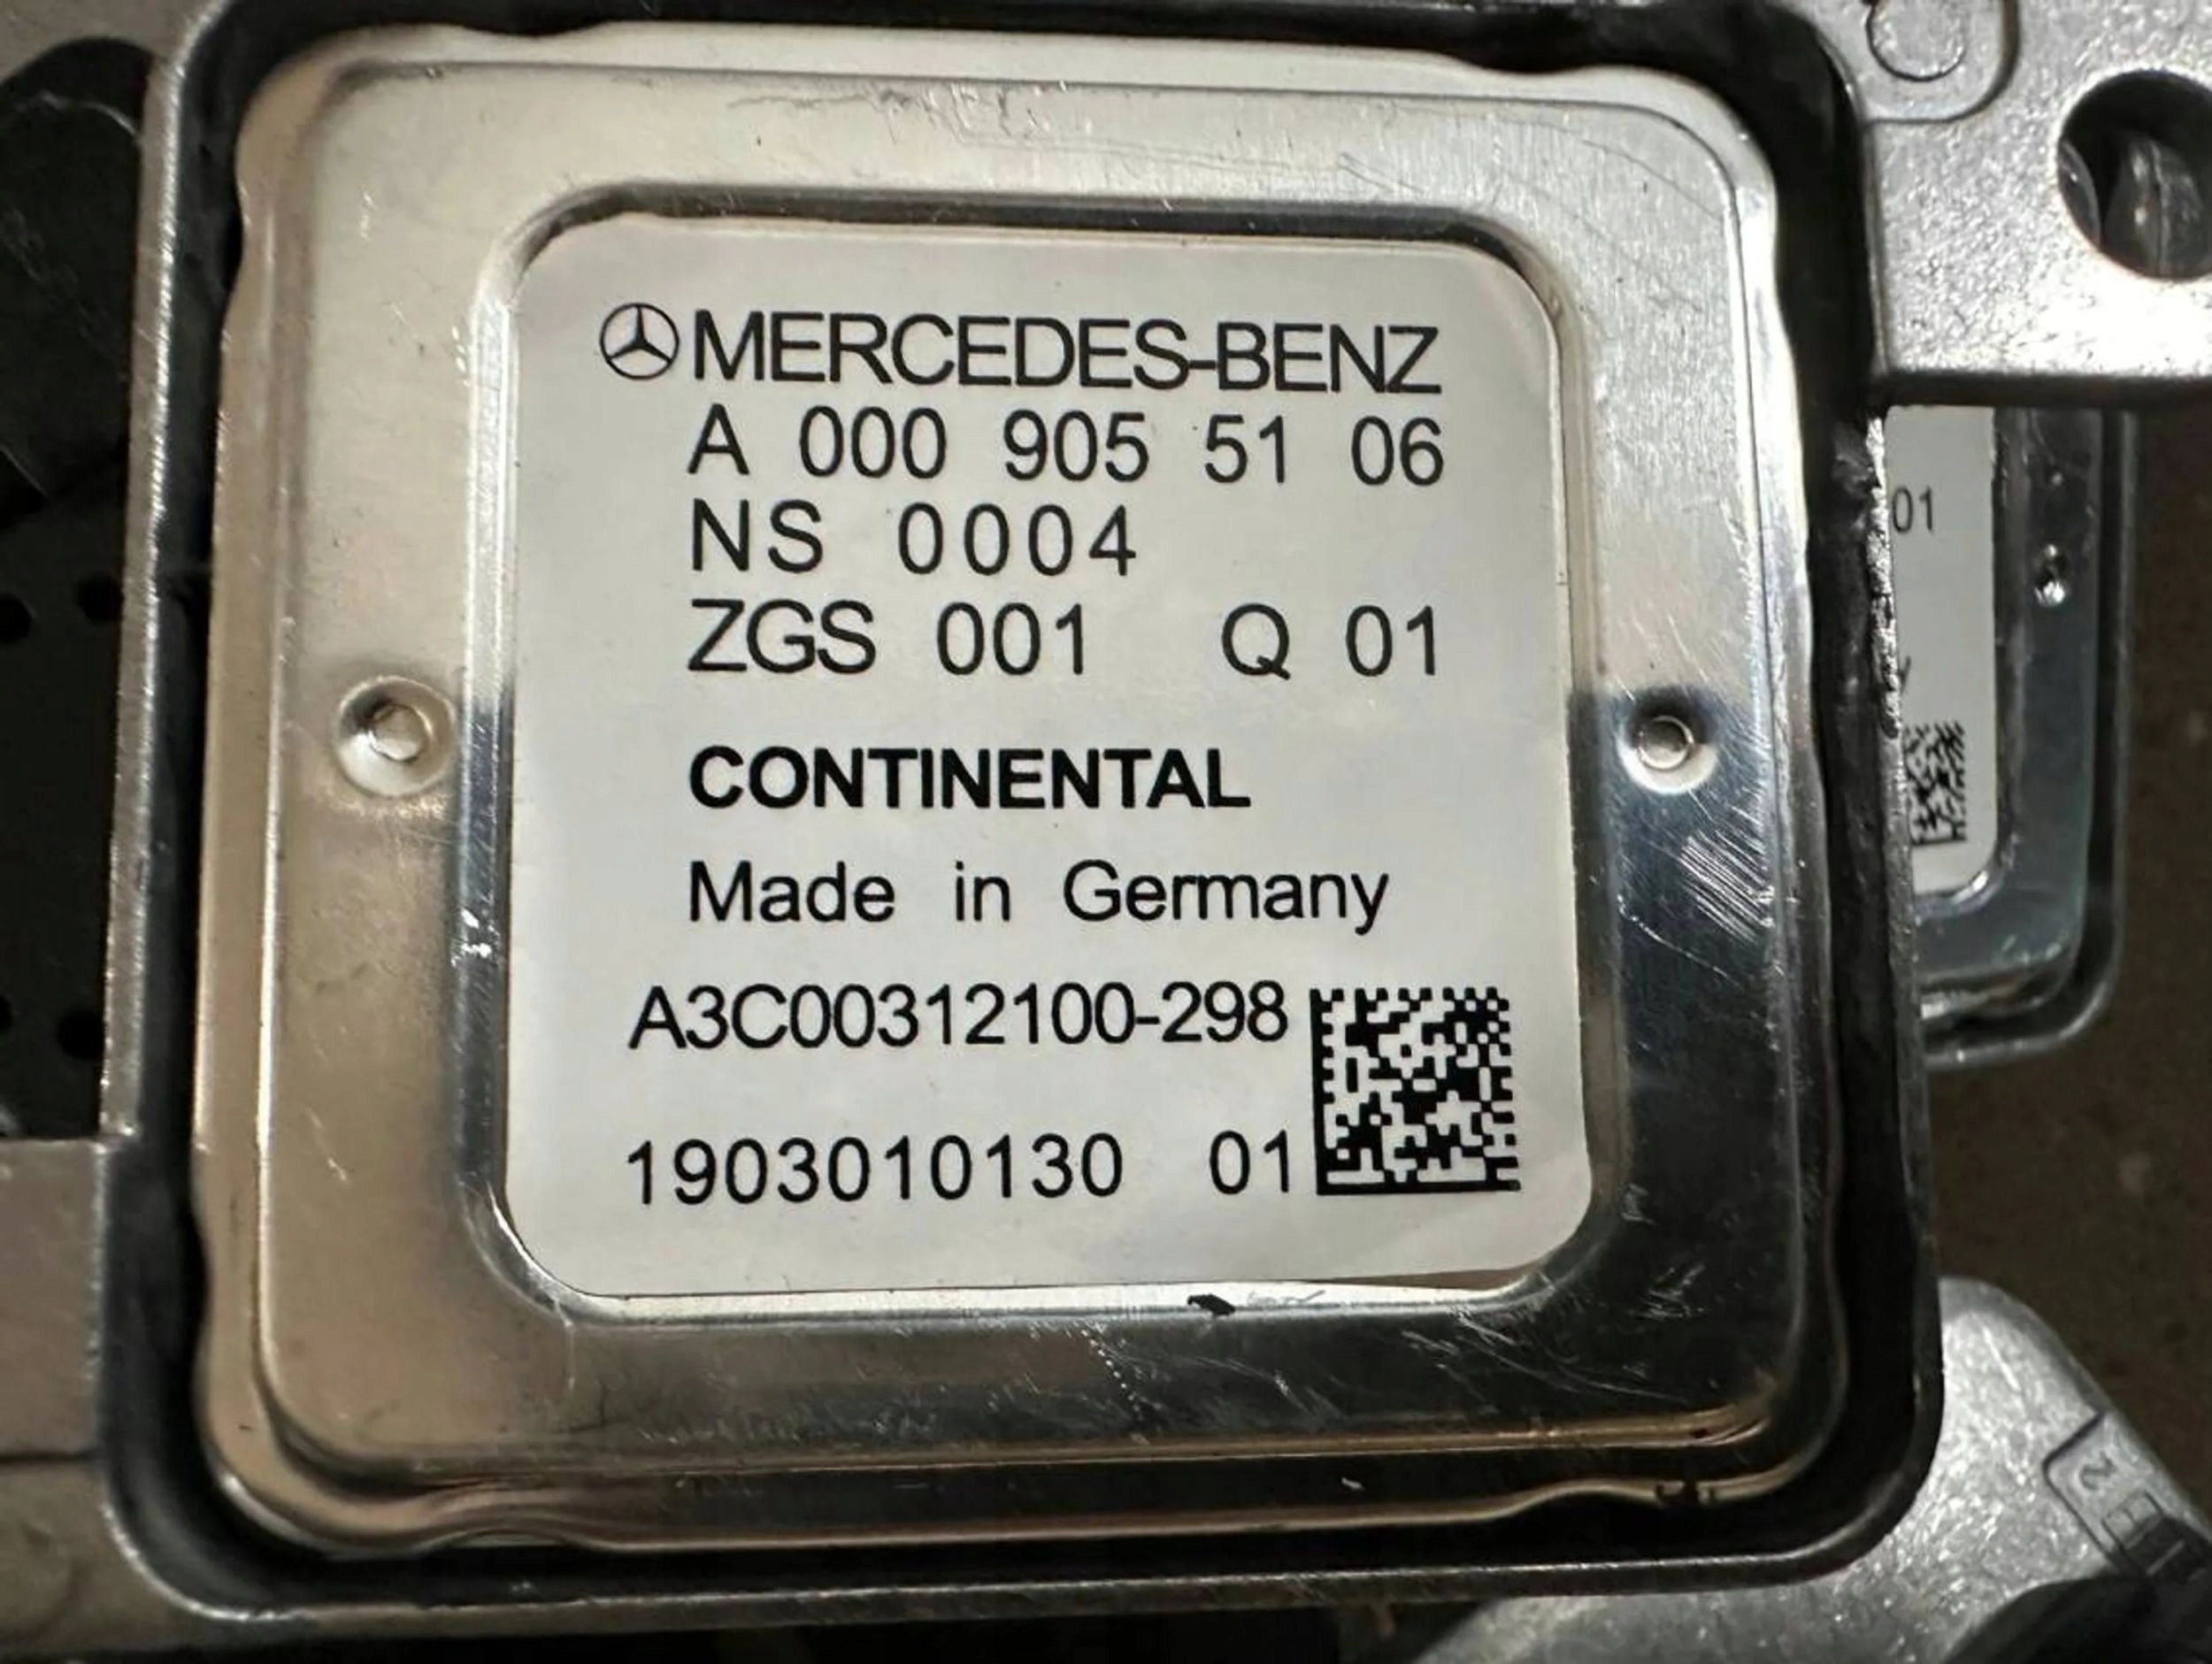 MERCEDES-BENZ
A 000 905 51 06
NS 0004
ZGS 001 Q 01
CONTINENTAL
Made in Germany
A3C00312100-298
1903010130 01
01